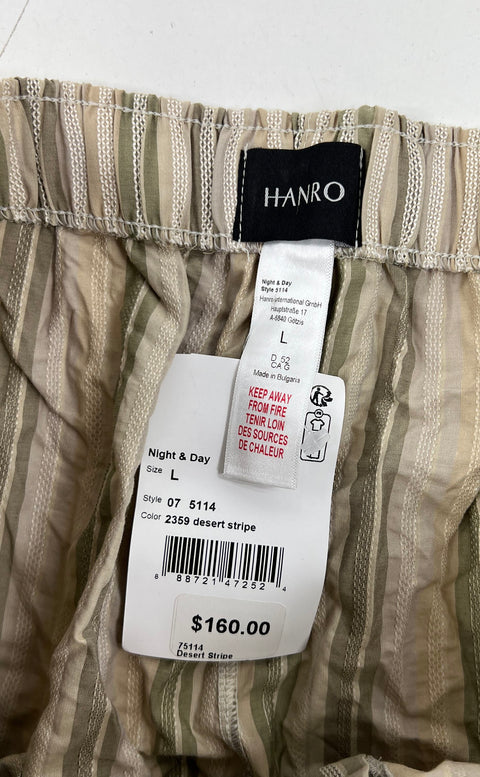 HANRO
Night & Day
Style 5114
Hanro International GmbH
Hauptstraße 17
A-6840 Götzis
L
D 52
CA G
Made in Bulgaria
KEEP AWAY
FROM FIRE
TENIR LOIN
DES SOURCES
DE CHALEUR
Night & Day
Size L
Style 07 5114
Color 2359 desert stripe
8 88721 47252 4
$160.00
75114
Desert Stripe